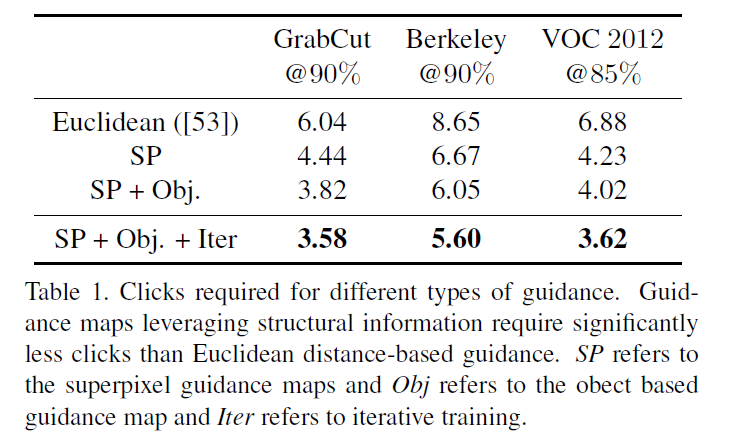 GrabCut Berkeley VOC 2012
@90% @90% @85%
Euclidean ([53]) 6.04 8.65 6.88
SP 4.44 6.67 4.23
SP + Obj. 3.82 6.05 4.02
SP + Obj. + Iter 3.58 5.60 3.62
Table 1. Clicks required for different types of guidance. Guid-
ance maps leveraging structural information require significantly
less clicks than Euclidean distance-based guidance. SP refers to
the superpixel guidance maps and Obj refers to the obect based
guidance map and Iter refers to iterative training.